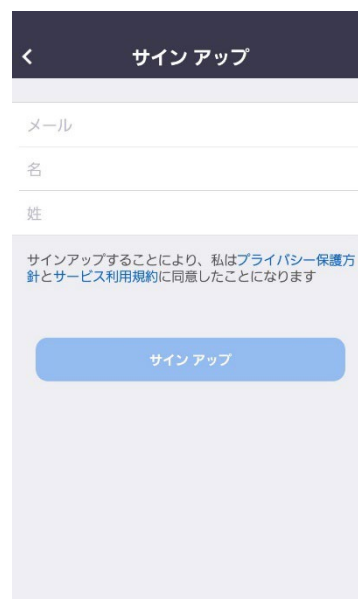 サイン アップ
メール
名
姓
サインアップすることにより、私はプライバシー保護方
針とサービス利用規約に同意したことになります
サイン アップ